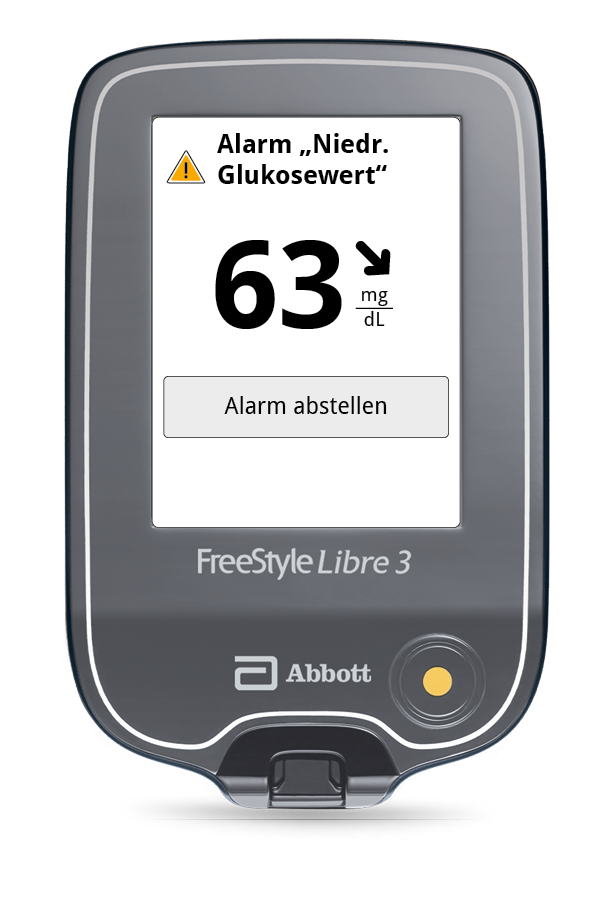 Alarm „Niedr.
Glukosewert“
63
mg
dL
Alarm abstellen
FreeStyle Libre 3
Abbott